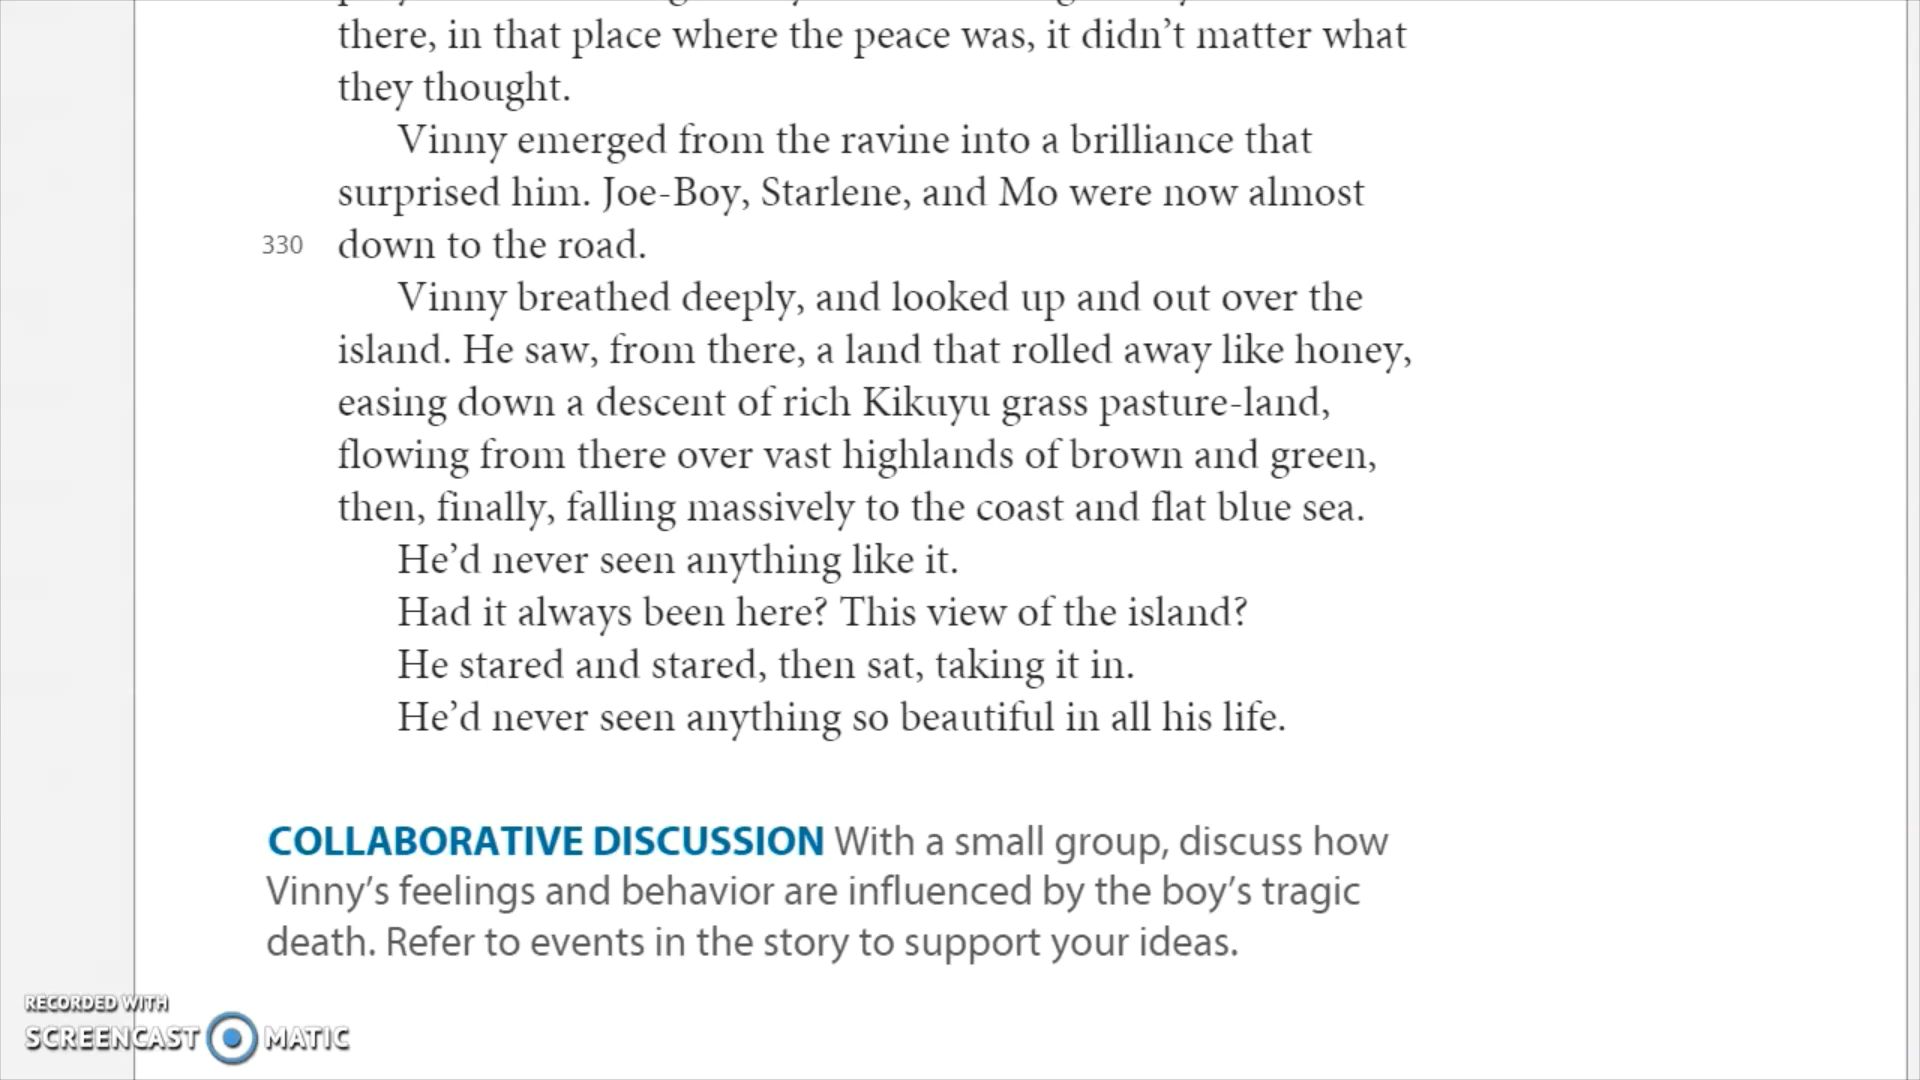 there, in that place where the peace was, it didn’t matter what
they thought.
Vinny emerged from the ravine into a brilliance that
surprised him. Joe-Boy, Starlene, and Mo were now almost
330 down to the road.
Vinny breathed deeply, and looked up and out over the
island. He saw, from there, a land that rolled away like honey,
easing down a descent of rich Kikuyu grass pasture-land,
flowing from there over vast highlands of brown and green,
then, finally, falling massively to the coast and flat blue sea.
He’d never seen anything like it.
Had it always been here? This view of the island?
He stared and stared, then sat, taking it in.
He’d never seen anything so beautiful in all his life.
COLLABORATIVE DISCUSSION With a small group, discuss how
Vinny’s feelings and behavior are influenced by the boy’s tragic
death. Refer to events in the story to support your ideas.
RECORDED WITH
SCREENCAST MATIC